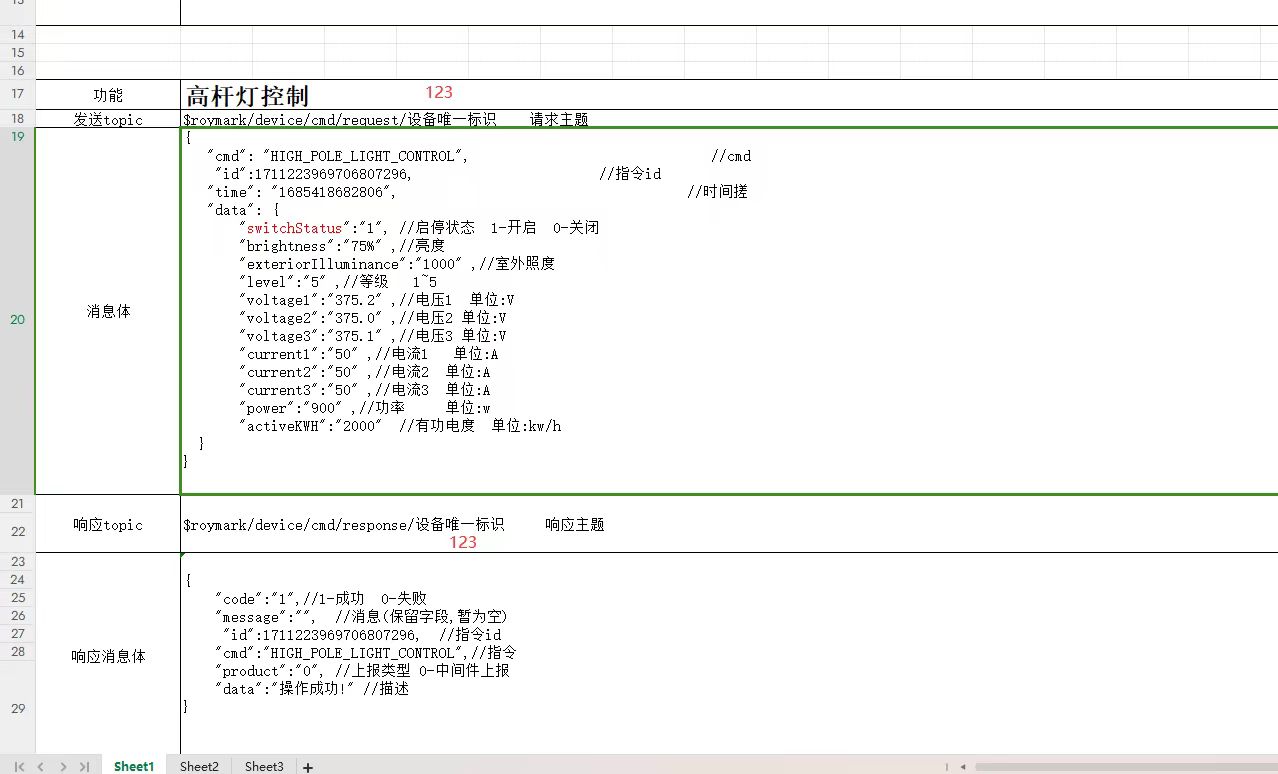 13
14
15
16
17 功能 高杆灯控制 123
18 发送topic $roymark/device/cmd/request/设备唯一标识 请求主题
19 {
"cmd": "HIGH_POLE_LIGHT_CONTROL", //cmd
"id":1711223969706807296, //指令id
"time": "1685418682806", //时间搓
"data": {
"switchStatus":"1", //启停状态 1-开启 0-关闭
"brightness":"75%" ,//亮度
"exteriorIlluminance":"1000" ,//室外照度
"level":"5" ,//等级 1~5
"voltage1":"375.2" ,//电压1 单位:V
20 消息体 "voltage2":"375.0" ,//电压2 单位:V
"voltage3":"375.1" ,//电压3 单位:V
"current1":"50" ,//电流1 单位:A
"current2":"50" ,//电流2 单位:A
"current3":"50" ,//电流3 单位:A
"power":"900" ,//功率 单位:w
"activeKWH":"2000" //有功电度 单位:kw/h
}
}
21
22 响应topic $roymark/device/cmd/response/设备唯一标识 响应主题
123
23
24 {
25 "code":"1",//1-成功 0-失败
26 "message":"", //消息(保留字段,暂为空)
27 "id":1711223969706807296, //指令id
28 响应消息体 "cmd":"HIGH_POLE_LIGHT_CONTROL",//指令
"product":"0", //上报类型 0-中间件上报
"data":"操作成功!" //描述
29 }
Sheet1 Sheet2 Sheet3 +